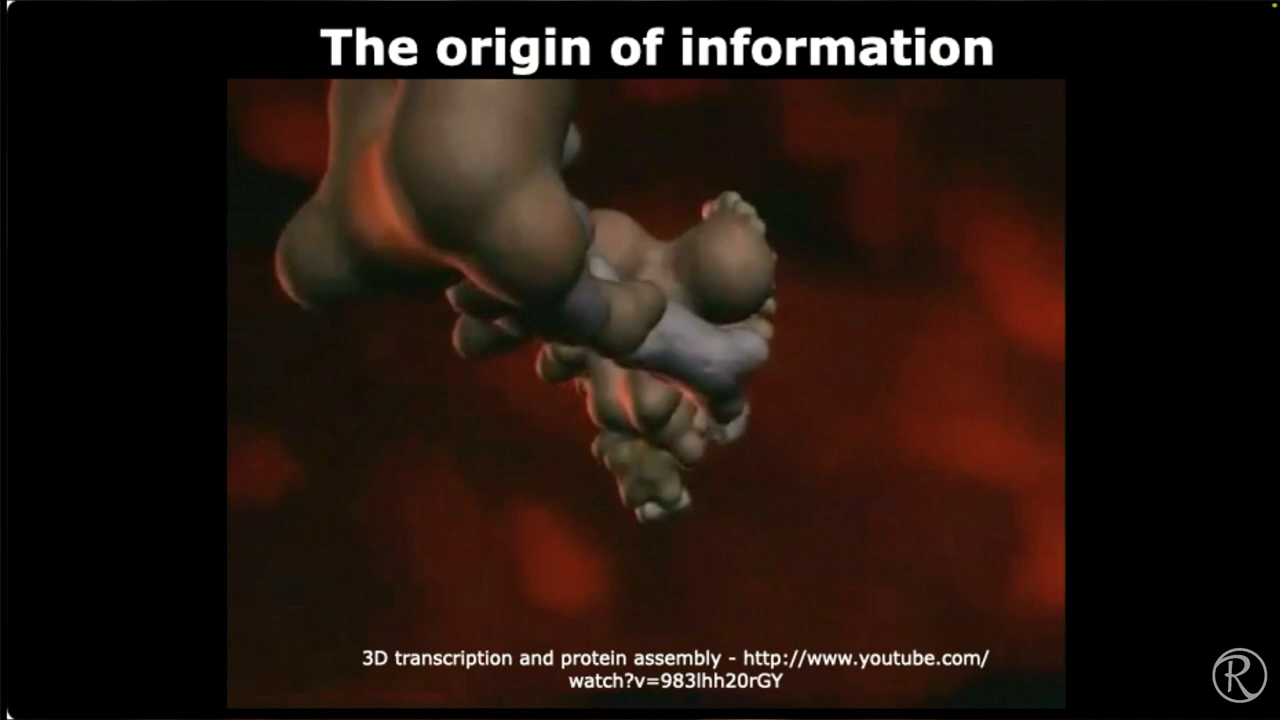 The origin of information
3D transcription and protein assembly - http://www.youtube.com/
watch?v=983lhh20rGY
R